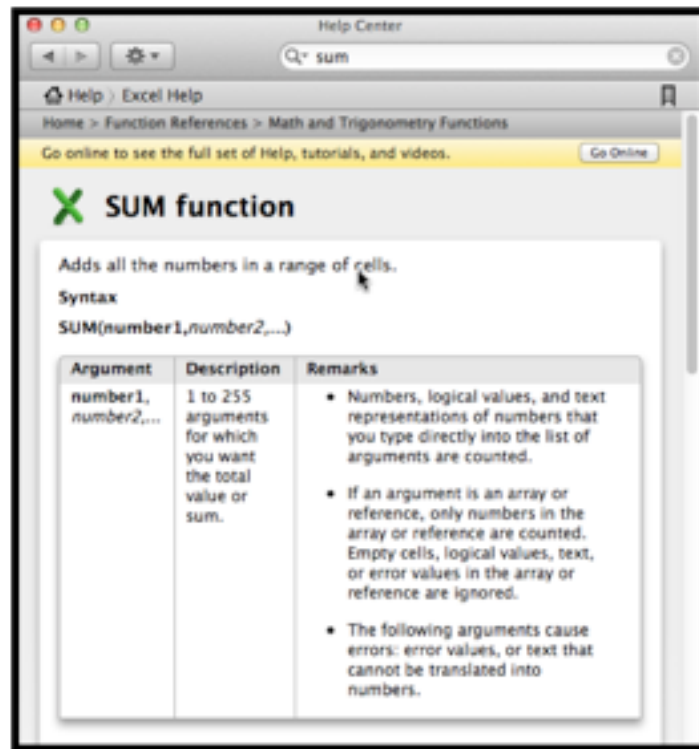 Help Center
sum
Help > Excel Help
Home > Function References > Math and Trigonometry Functions
Go online to see the full set of Help, tutorials, and videos. Go Online
SUM function
Adds all the numbers in a range of cells.
Syntax
SUM(number1,number2,...)
Argument Description Remarks
number1,
number2,...
1 to 255
arguments
for which
you want
the total
value or
sum.
• Numbers, logical values, and text
representations of numbers that
you type directly into the list of
arguments are counted.
• If an argument is an array or
reference, only numbers in the
array or reference are counted.
Empty cells, logical values, text,
or error values in the array or
reference are ignored.
• The following arguments cause
errors: error values, or text that
cannot be translated into
numbers.